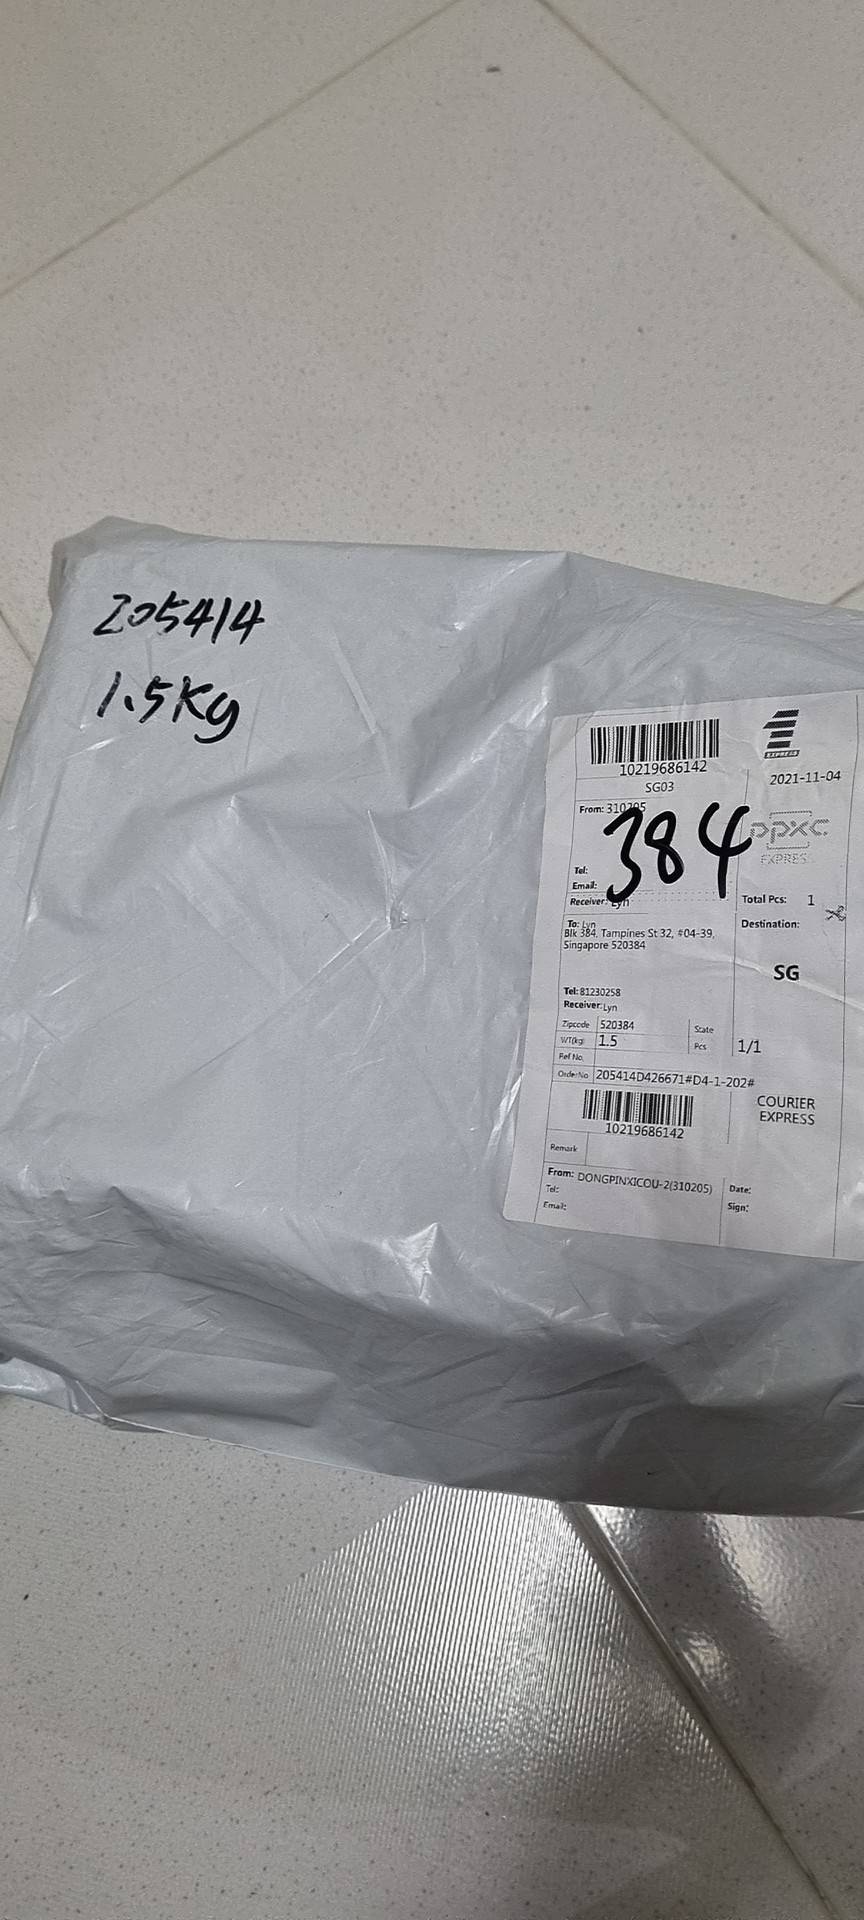 205414
1.5Kg
10219686142
SG03
EXPRESS
2021-11-04
From: 310205
384
ppxc
EXPRESS
Tel:
Email:
Receiver: Lyn
Total Pcs: 1
To: Lyn
Blk 384, Tampines St 32, #04-39,
Singapore 520384
Destination:
SG
Tel: 81230258
Receiver: Lyn
Zipcode 520384 State
WT(kg) 1.5 Pcs 1/1
Ref No.
OrderNo 205414D426671#D4-1-202#
10219686142
COURIER
EXPRESS
Remark
From: DONGPINXICOU-2(310205) Date:
Tel:
Email: Sign: